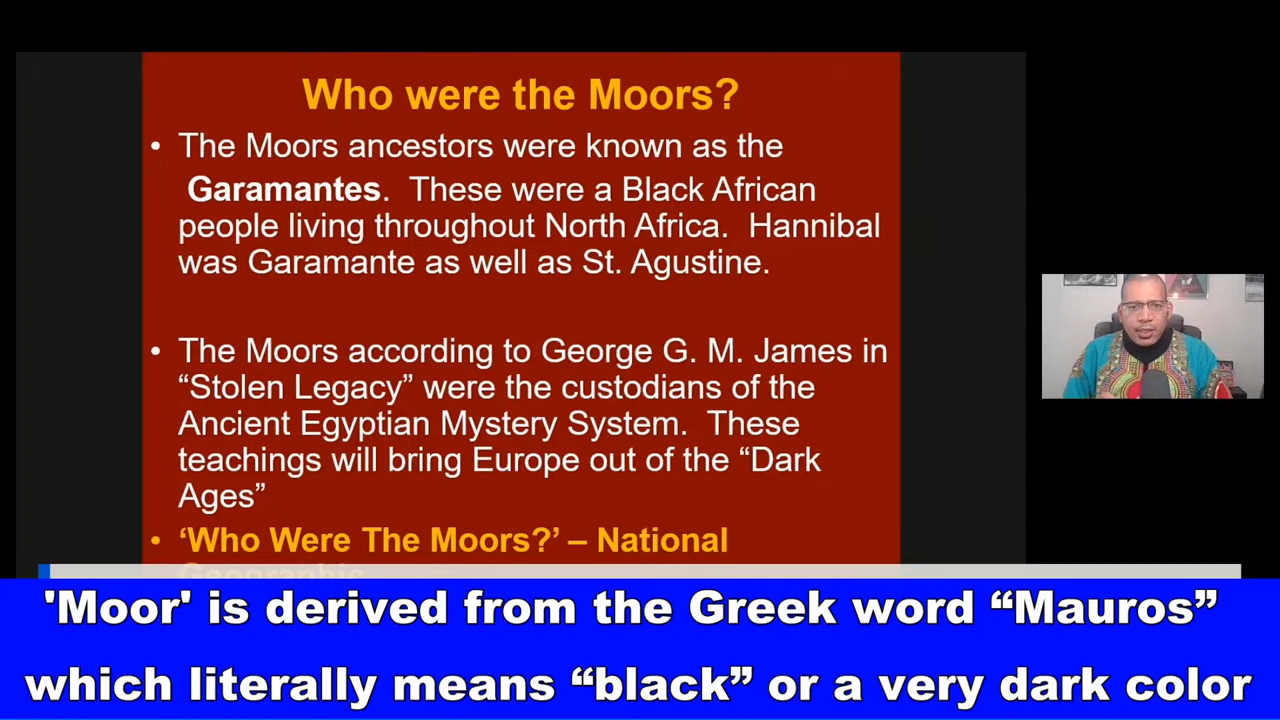 Who were the Moors?
• The Moors ancestors were known as the
Garamantes. These were a Black African
people living throughout North Africa. Hannibal
was Garamante as well as St. Agustine.
• The Moors according to George G. M. James in
“Stolen Legacy” were the custodians of the
Ancient Egyptian Mystery System. These
teachings will bring Europe out of the “Dark
Ages”
• ‘Who Were The Moors?’ – National
Geographic
'Moor' is derived from the Greek word “Mauros”
which literally means “black” or a very dark color